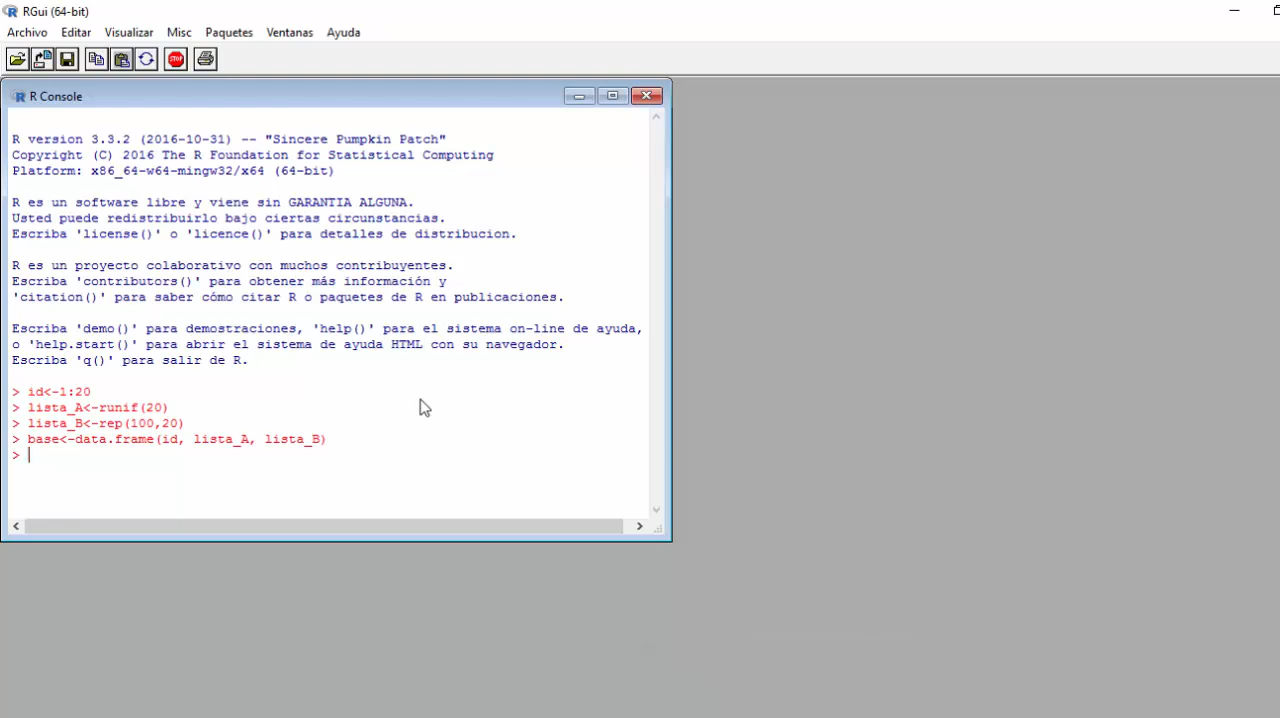 RGui (64-bit)
Archivo Editar Visualizar Misc Paquetes Ventanas Ayuda
STOP
R Console
R version 3.3.2 (2016-10-31) -- "Sincere Pumpkin Patch"
Copyright (C) 2016 The R Foundation for Statistical Computing
Platform: x86_64-w64-mingw32/x64 (64-bit)
R es un software libre y viene sin GARANTIA ALGUNA.
Usted puede redistribuirlo bajo ciertas circunstancias.
Escriba 'license()' o 'licence()' para detalles de distribucion.
R es un proyecto colaborativo con muchos contribuyentes.
Escriba 'contributors()' para obtener más información y
'citation()' para saber cómo citar R o paquetes de R en publicaciones.
Escriba 'demo()' para demostraciones, 'help()' para el sistema on-line de ayuda,
o 'help.start()' para abrir el sistema de ayuda HTML con su navegador.
Escriba 'q()' para salir de R.
> id<-1:20
> lista_A<-runif(20)
> lista_B<-rep(100,20)
> base<-data.frame(id, lista_A, lista_B)
>